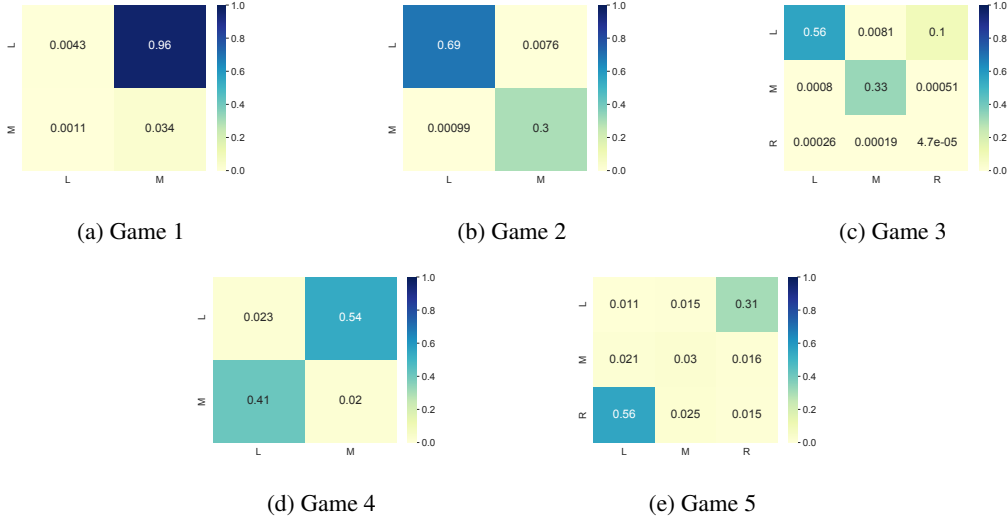 L 0.0043 0.96 1.0
0.8
0.6
0.4
M 0.0011 0.034 0.2
0.0
L M
(a) Game 1
L 0.69 0.0076 1.0
0.8
0.6
0.4
M 0.00099 0.3 0.2
0.0
L M
(b) Game 2
L 0.56 0.0081 0.1 1.0
0.8
0.6
M 0.0008 0.33 0.00051
0.4
0.2
R 0.00026 0.00019 4.7e-05
0.0
L M R
(c) Game 3
L 0.023 0.54 1.0
0.8
0.6
0.4
M 0.41 0.02 0.2
0.0
L M
(d) Game 4
L 0.011 0.015 0.31 1.0
0.8
0.6
M 0.021 0.03 0.016
0.4
0.2
R 0.56 0.025 0.015
0.0
L M R
(e) Game 5